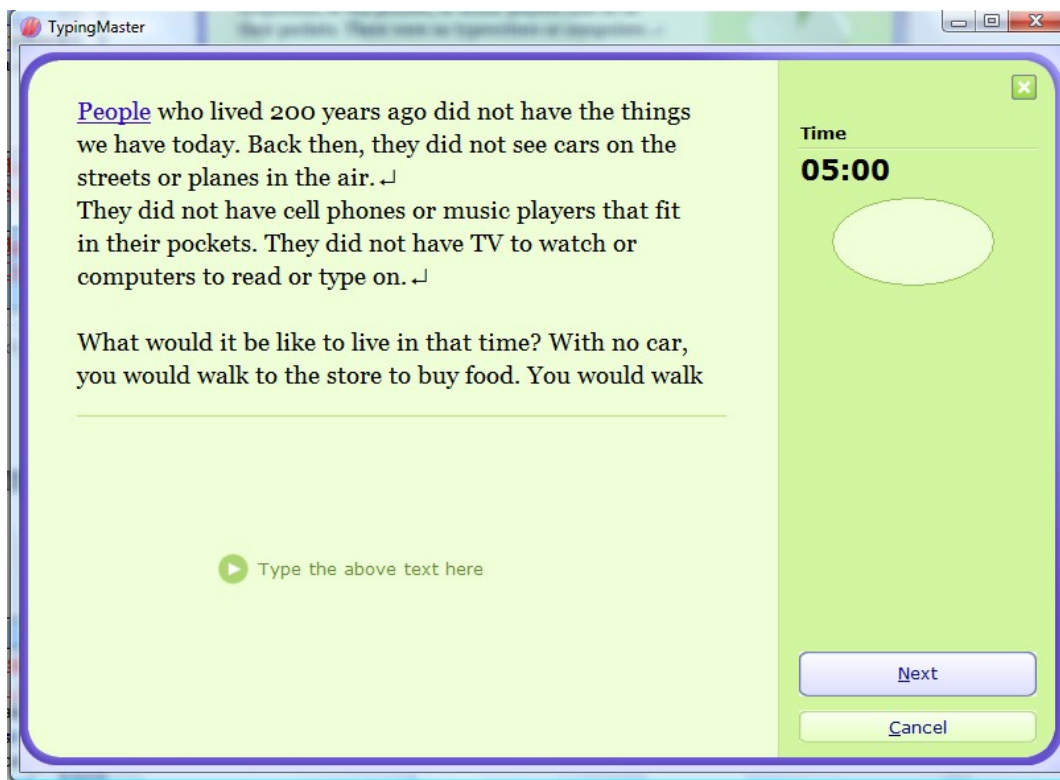 TypingMaster
People who lived 200 years ago did not have the things
we have today. Back then, they did not see cars on the
streets or planes in the air.↵
They did not have cell phones or music players that fit
in their pockets. They did not have TV to watch or
computers to read or type on.↵
What would it be like to live in that time? With no car,
you would walk to the store to buy food. You would walk
Type the above text here
Time
05:00
Next
Cancel